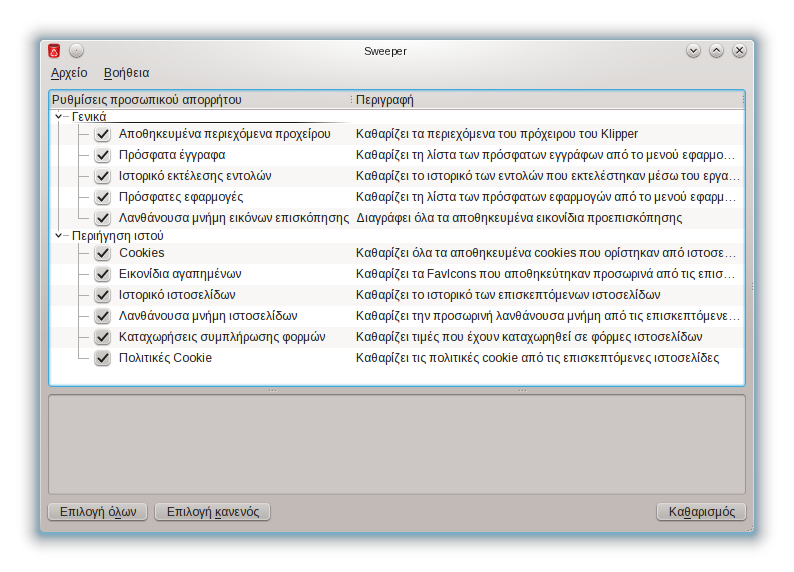 Sweeper
Αρχείο Βοήθεια
Ρυθμίσεις προσωπικού απορρήτου Περιγραφή
Γενικά
Αποθηκευμένα περιεχόμενα προχείρου Καθαρίζει τα περιεχόμενα του πρόχειρου του Klipper
Πρόσφατα έγγραφα Καθαρίζει τη λίστα των πρόσφατων εγγράφων από το μενού εφαρμο...
Ιστορικό εκτέλεσης εντολών Καθαρίζει το ιστορικό των εντολών που εκτελέστηκαν μέσω του εργα...
Πρόσφατες εφαρμογές Καθαρίζει τη λίστα των πρόσφατων εφαρμογών από το μενού εφαρμ...
Λανθάνουσα μνήμη εικόνων επισκόπησης Διαγράφει όλα τα αποθηκευμένα εικονίδια προεπισκόπησης
Περιήγηση ιστού
Cookies Καθαρίζει όλα τα αποθηκευμένα cookies που ορίστηκαν από ιστοσε...
Εικονίδια αγαπημένων Καθαρίζει τα FavIcons που αποθηκεύτηκαν προσωρινά από τις επισ...
Ιστορικό ιστοσελίδων Καθαρίζει το ιστορικό των επισκεπτόμενων ιστοσελίδων
Λανθάνουσα μνήμη ιστοσελίδων Καθαρίζει την προσωρινή λανθάνουσα μνήμη από τις επισκεπτόμενε...
Καταχωρήσεις συμπλήρωσης φορμών Καθαρίζει τιμές που έχουν καταχωρηθεί σε φόρμες ιστοσελίδων
Πολιτικές Cookie Καθαρίζει τις πολιτικές cookie από τις επισκεπτόμενες ιστοσελίδες
Επιλογή όλων Επιλογή κανενός Καθαρισμός